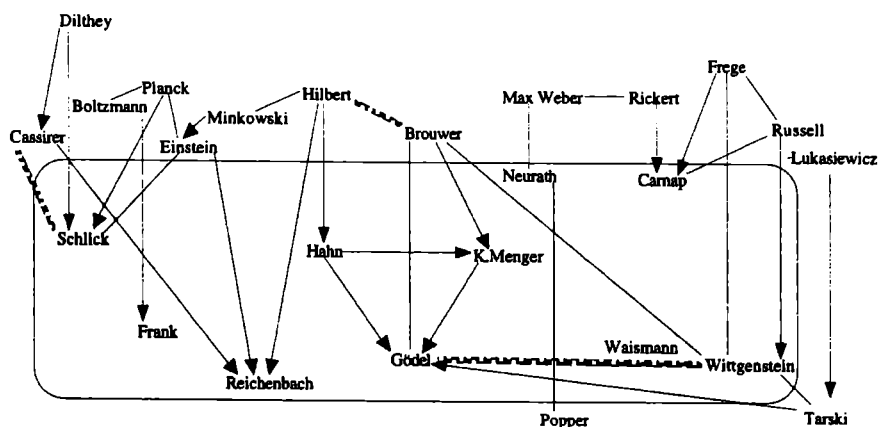 Dilthey
Frege
Planck
Hilbert
Boltzmann
Max Weber
Rickert
Minkowski
Cassirer
Einstein
Brouwer
Russell
Lukasiewicz
Neurath
Carnap
Schlick
Hahn
K.Menger
Frank
Waismann
Gödel
Wittgenstein
Reichenbach
Popper
Tarski